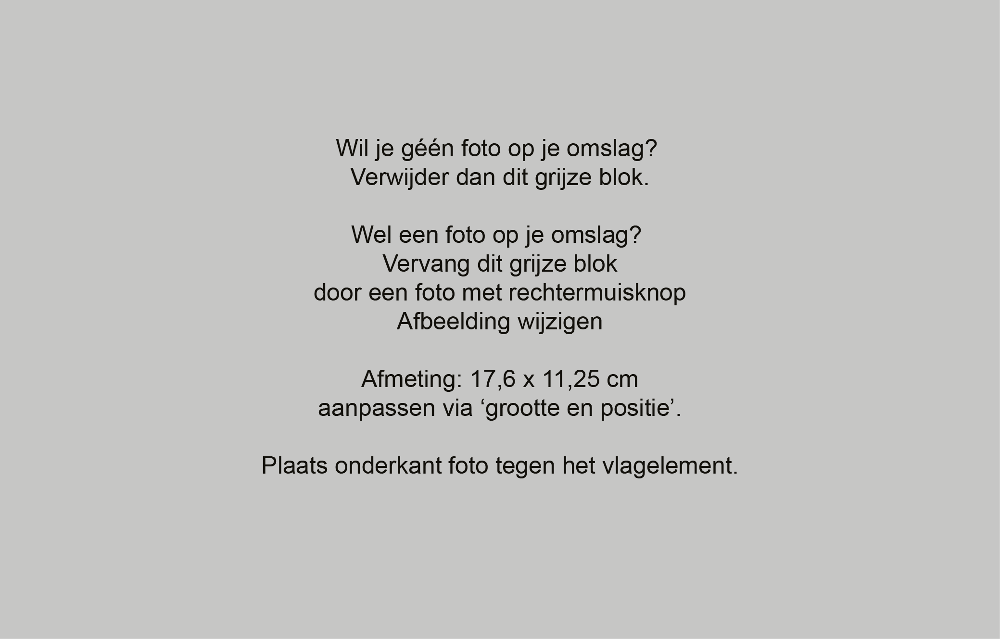 Wil je géén foto op je omslag?
Verwijder dan dit grijze blok.
Wel een foto op je omslag?
Vervang dit grijze blok
door een foto met rechtermuisknop
Afbeelding wijzigen
Afmeting: 17,6 x 11,25 cm
aanpassen via ‘grootte en positie’.
Plaats onderkant foto tegen het vlagelement.